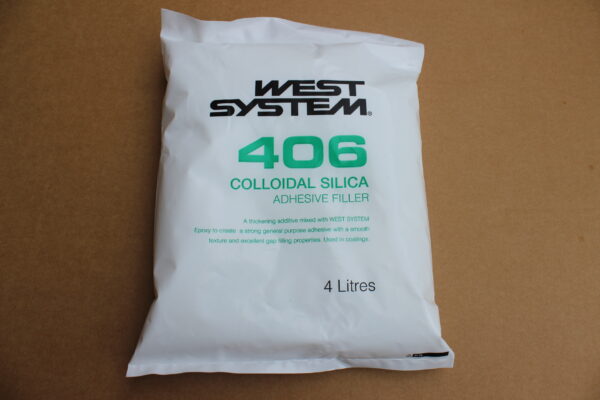 WEST
SYSTEM®
406
COLLOIDAL SILICA
ADHESIVE FILLER
A thickening additive mixed with WEST SYSTEM
Epoxy to create a strong general purpose adhesive with a smooth
texture and excellent gap filling properties. Used in coatings.
4 Litres